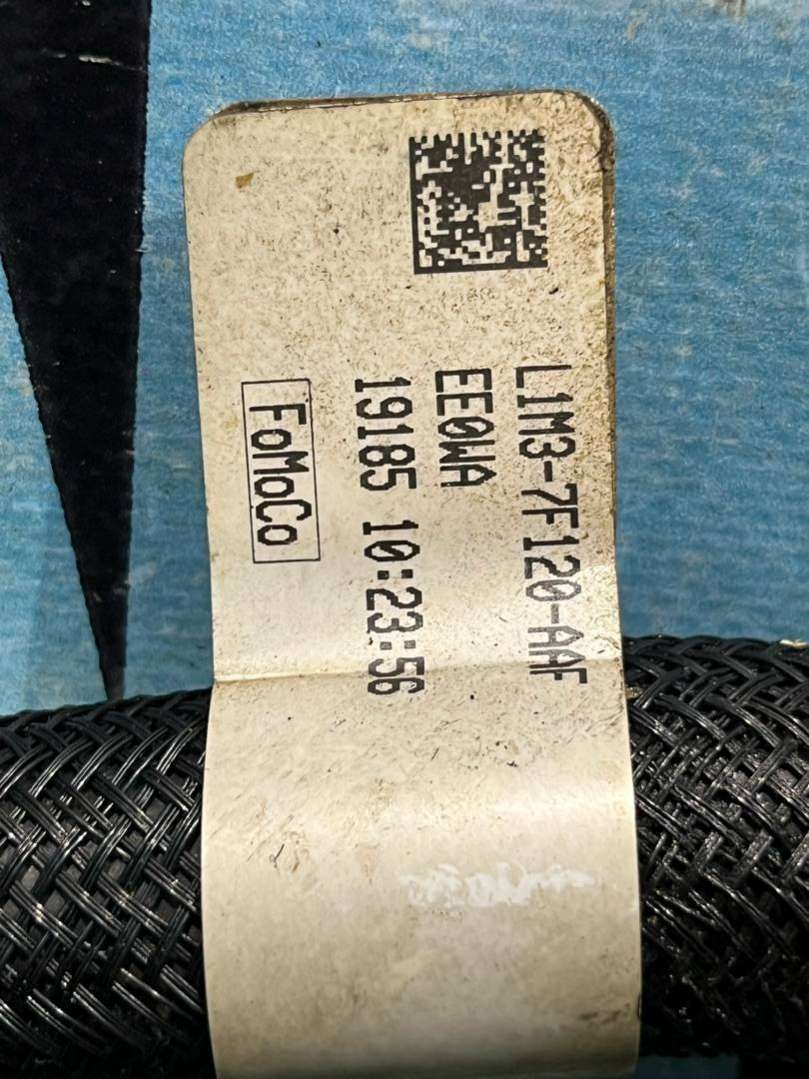 L1M3-7F120-AAF
EE0WA
19185 10:23:56
FoMoCo